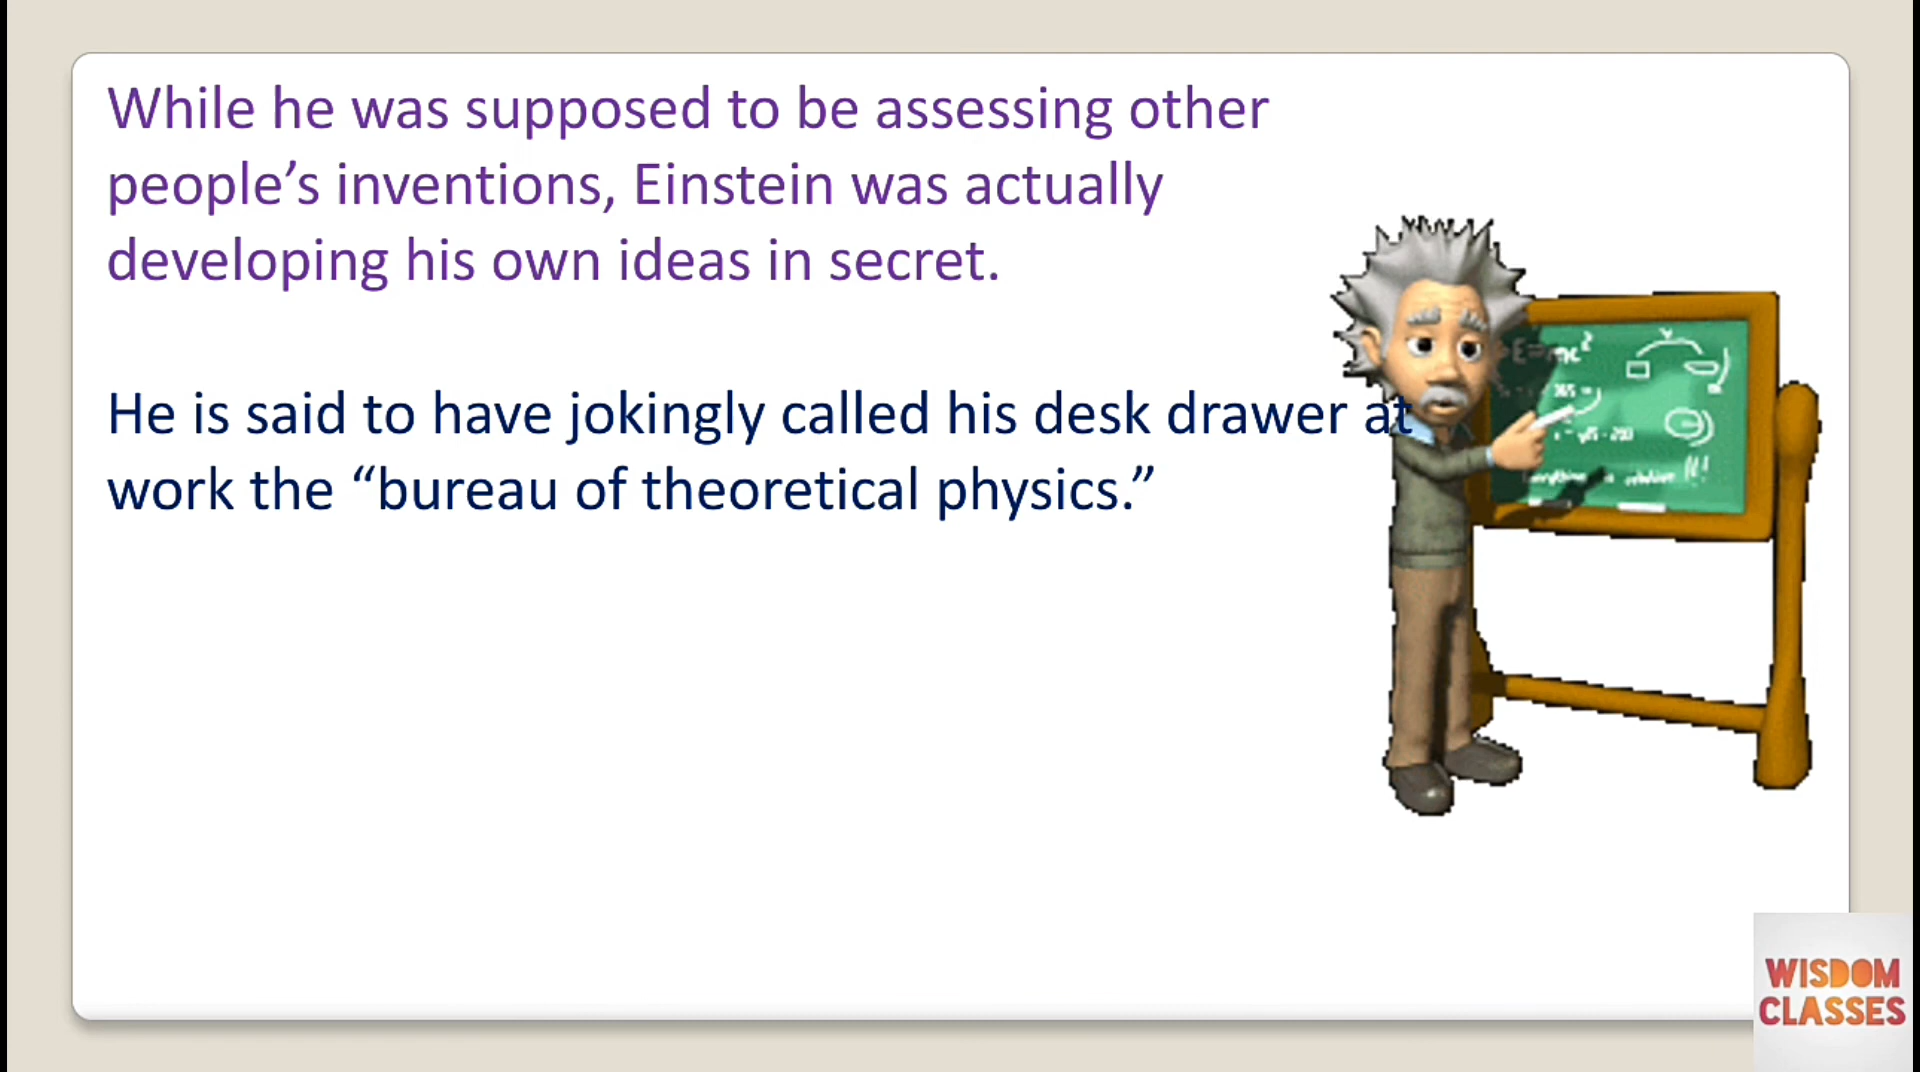 While he was supposed to be assessing other
people’s inventions, Einstein was actually
developing his own ideas in secret.
He is said to have jokingly called his desk drawer at
work the “bureau of theoretical physics.”
E=mc²
WISDOM
CLASSES